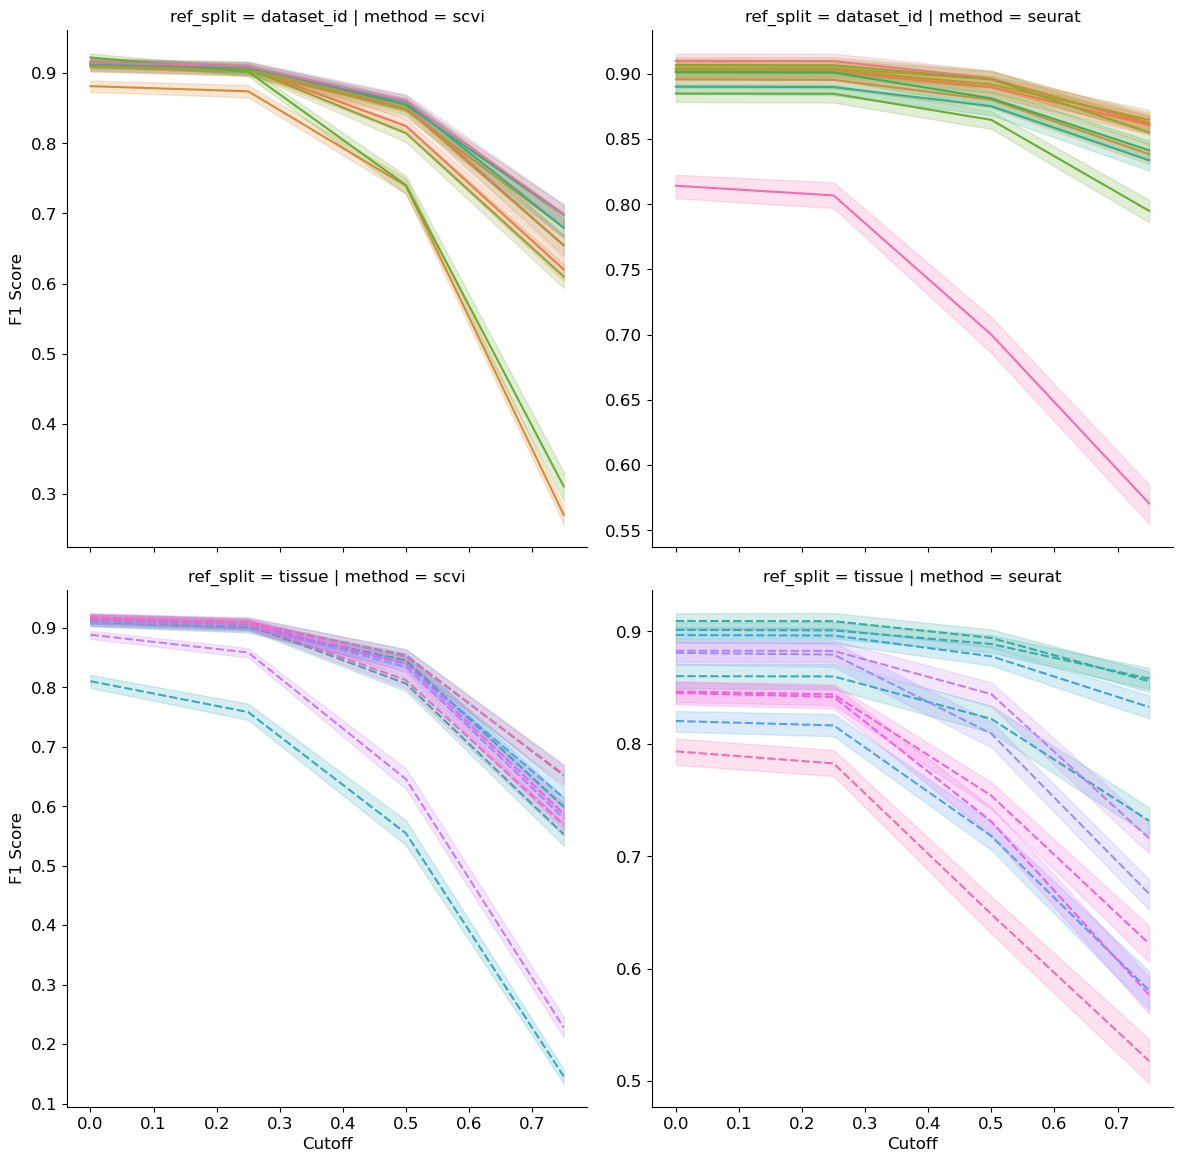 ref_split = dataset_id | method = scvi
ref_split = dataset_id | method = seurat
0.9
0.8
0.7
0.6
0.5
0.4
0.3
F1 Score
0.90
0.85
0.80
0.75
0.70
0.65
0.60
0.55
ref_split = tissue | method = scvi
ref_split = tissue | method = seurat
0.9
0.8
0.7
0.6
0.5
0.4
0.3
0.2
0.1
F1 Score
0.0 0.1 0.2 0.3 0.4 0.5 0.6 0.7
Cutoff
0.9
0.8
0.7
0.6
0.5
0.0 0.1 0.2 0.3 0.4 0.5 0.6 0.7
Cutoff